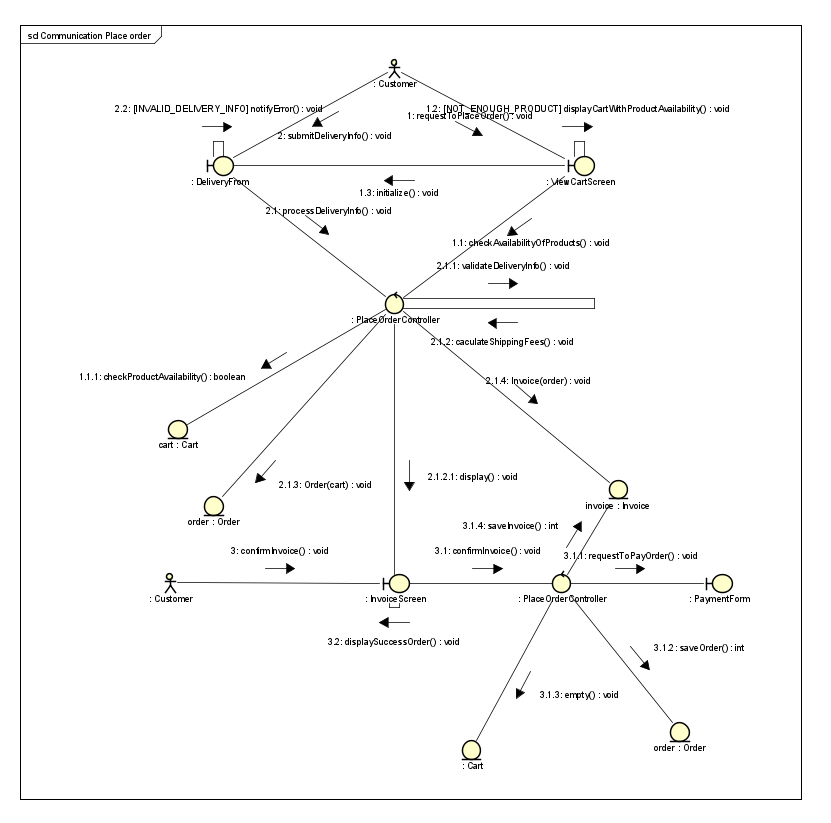 sd Communication Place order
: Customer
2.2: [INVALID_DELIVERY_INFO] notifyError() : void
1.2: [NOT_ENOUGH_PRODUCT] displayCartWithProductAvailability() : void
1: requestToPlaceOrder() : void
2: submitDeliveryInfo() : void
: DeliveryFrom
: ViewCartScreen
1.3: initialize() : void
2.1: processDeliveryInfo() : void
1.1: checkAvailabilityOfProducts() : void
2.1.1: validateDeliveryInfo() : void
: PlaceOrderController
2.1.2: caculateShippingFees() : void
1.1.1: checkProductAvailability() : boolean
2.1.4: Invoice(order) : void
cart : Cart
2.1.3: Order(cart) : void
2.1.2.1: display() : void
invoice : Invoice
order : Order
3.1.4: saveInvoice() : int
3: confirmInvoice() : void
3.1: confirmInvoice() : void
3.1.1: requestToPayOrder() : void
: Customer
: InvoiceScreen
: PlaceOrderController
: PaymentForm
3.2: displaySuccessOrder() : void
3.1.2: saveOrder() : int
3.1.3: empty() : void
order : Order
: Cart